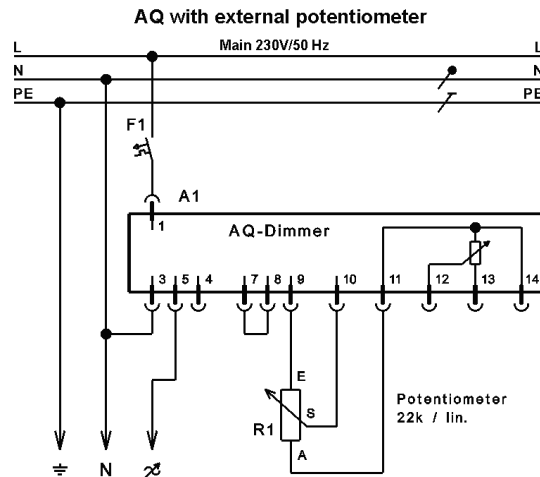 AQ with external potentiometer
L Main 230V/50 Hz L
N N
PE PE
F1
A1
1
AQ-Dimmer
3 5 4 7 8 9 10 11 12 13 14
E
S
R1
A
Potentiometer
22k / lin.
N